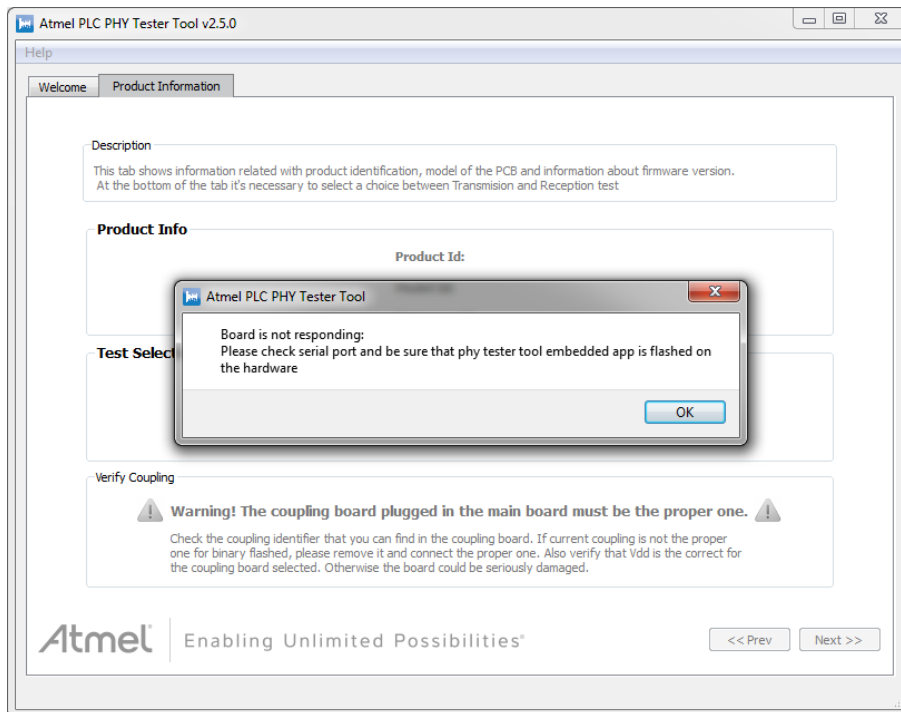 Atmel PLC PHY Tester Tool v2.5.0
Help
Welcome
Product Information
Description
This tab shows information related with product identification, model of the PCB and information about firmware version.
At the bottom of the tab it's necessary to select a choice between Transmision and Reception test
Product Info
Product Id:
Atmel PLC PHY Tester Tool
Board is not responding:
Please check serial port and be sure that phy tester tool embedded app is flashed on
the hardware
OK
Test Select
Verify Coupling
Warning! The coupling board plugged in the main board must be the proper one.
Check the coupling identifier that you can find in the coupling board. If current coupling is not the proper
one for binary flashed, please remove it and connect the proper one. Also verify that Vdd is the correct for
the coupling board selected. Otherwise the board could be seriously damaged.
Atmel Enabling Unlimited Possibilities®
<< Prev
Next >>